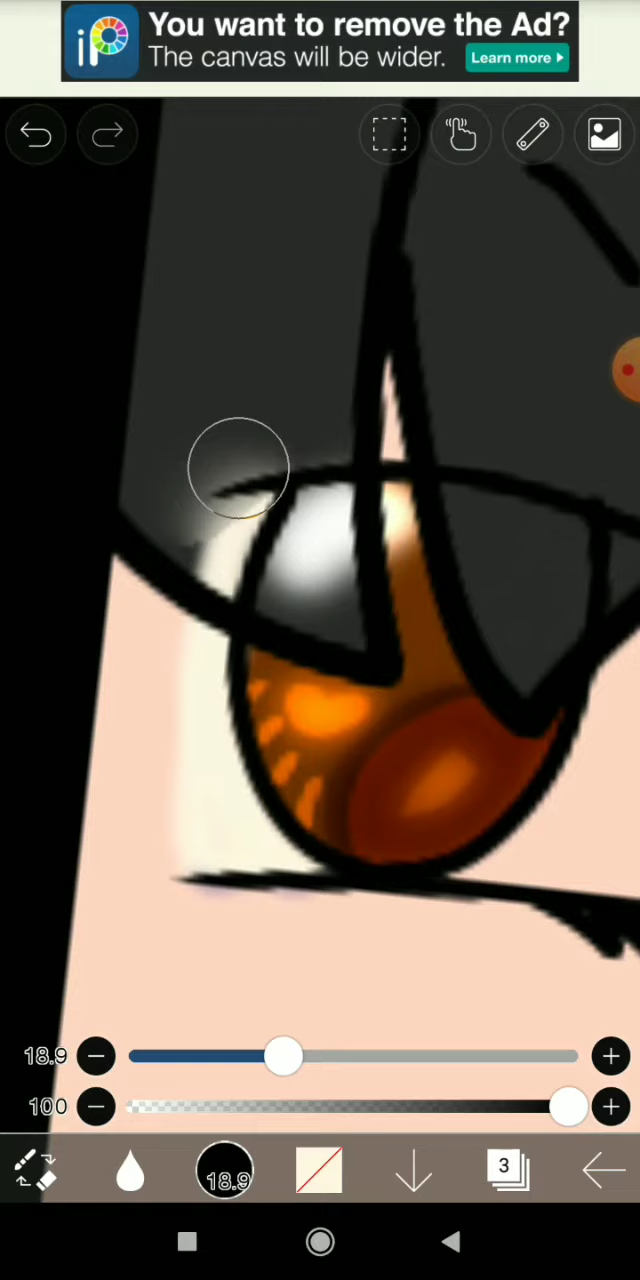 iP
You want to remove the Ad?
The canvas will be wider.
Learn more
18.9
100
18.9
3